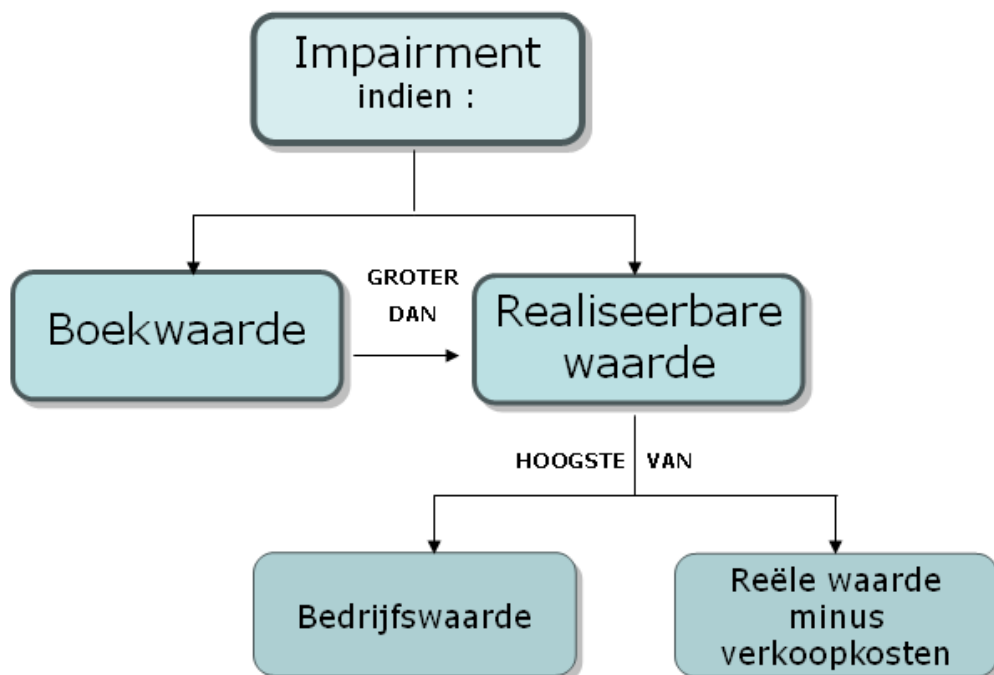 Impairment
indien :
Boekwaarde
GROTER
DAN
Realiseerbare
waarde
HOOGSTE VAN
Bedrijfswaarde
Reële waarde
minus
verkoopkosten